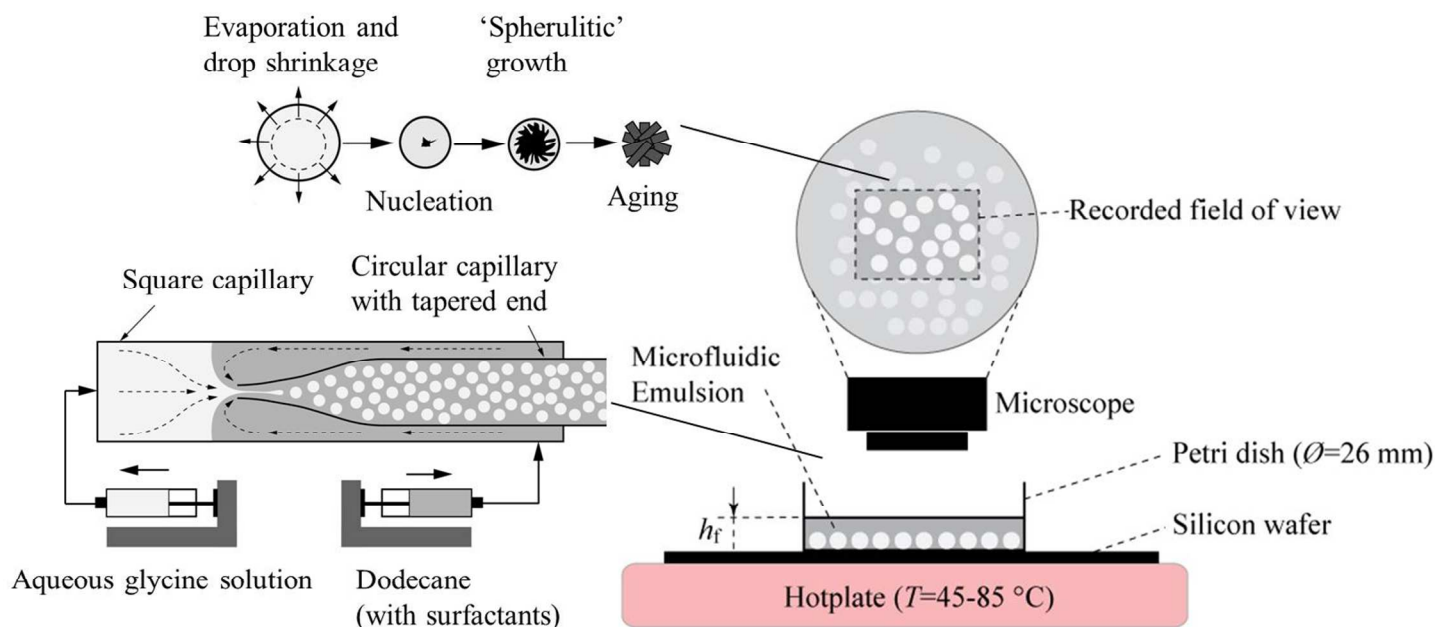 Evaporation and
drop shrinkage
‘Spherulitic’
growth
Nucleation
Aging
Recorded field of view
Square capillary
Circular capillary
with tapered end
Microfluidic
Emulsion
Microscope
Petri dish (Ø=26 mm)
Silicon wafer
hf
Hotplate (T=45-85 °C)
Aqueous glycine solution
Dodecane
(with surfactants)